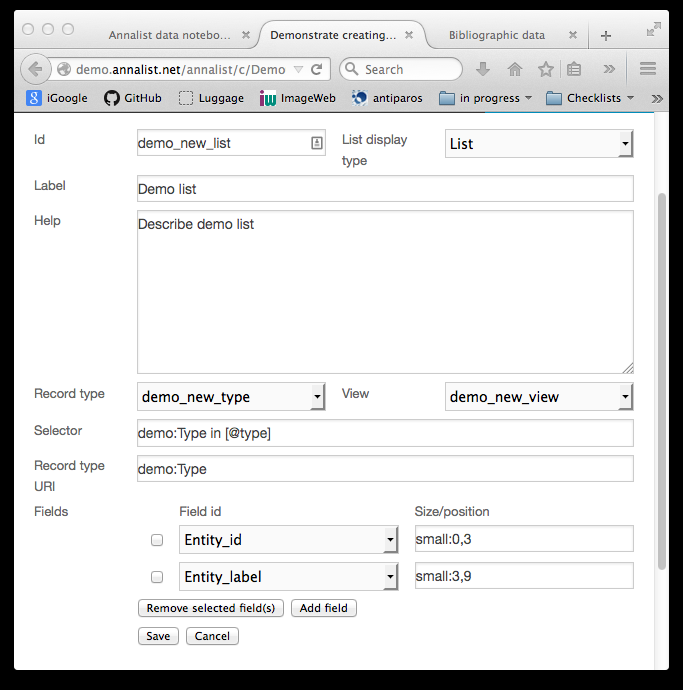 Annalist data notebo...
Demonstrate creating...
Bibliographic data
demo.annalist.net/annalist/c/Demo
Search
iGoogle
GitHub
Luggage
ImageWeb
antiparos
in progress
Checklists
Id
demo_new_list
List display type
List
Label
Demo list
Help
Describe demo list
Record type
demo_new_type
View
demo_new_view
Selector
demo:Type in [@type]
Record type URI
demo:Type
Fields
Field id
Size/position
Entity_id
small:0,3
Entity_label
small:3,9
Remove selected field(s)
Add field
Save
Cancel